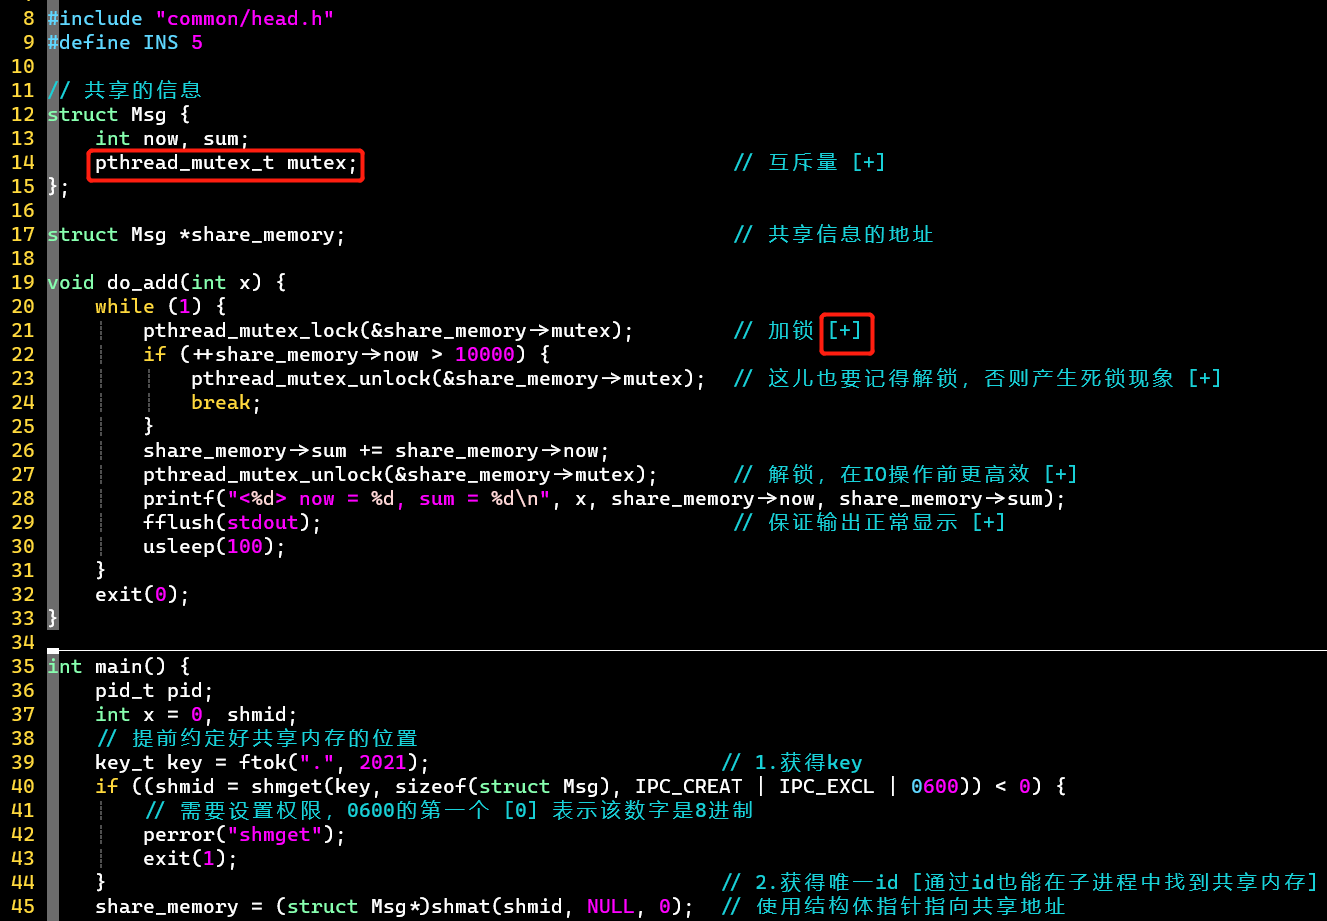 8 #include "common/head.h"
9 #define INS 5
10
11 // 共享的信息
12 struct Msg {
13     int now, sum;
14     pthread_mutex_t mutex;                               // 互斥量 [+]
15 };
16
17 struct Msg *share_memory;                                // 共享信息的地址
18
19 void do_add(int x) {
20     while (1) {
21         pthread_mutex_lock(&share_memory->mutex);        // 加锁 [+]
22         if (++share_memory->now > 10000) {
23             pthread_mutex_unlock(&share_memory->mutex);  // 这儿也要记得解锁，否则产生死锁现象 [+]
24             break;
25         }
26         share_memory->sum += share_memory->now;
27         pthread_mutex_unlock(&share_memory->mutex);      // 解锁，在IO操作前更高效 [+]
28         printf("<%d> now = %d, sum = %d\n", x, share_memory->now, share_memory->sum);
29         fflush(stdout);                                  // 保证输出正常显示 [+]
30         usleep(100);
31     }
32     exit(0);
33 }
34
35 int main() {
36     pid_t pid;
37     int x = 0, shmid;
38     // 提前约定好共享内存的位置
39     key_t key = ftok(".", 2021);                        // 1.获得key
40     if ((shmid = shmget(key, sizeof(struct Msg), IPC_CREAT | IPC_EXCL | 0600)) < 0) {
41         // 需要设置权限，0600的第一个 [0] 表示该数字是8进制
42         perror("shmget");
43         exit(1);
44     }                                                   // 2.获得唯一id [通过id也能在子进程中找到共享内存]
45     share_memory = (struct Msg*)shmat(shmid, NULL, 0);  // 使用结构体指针指向共享地址